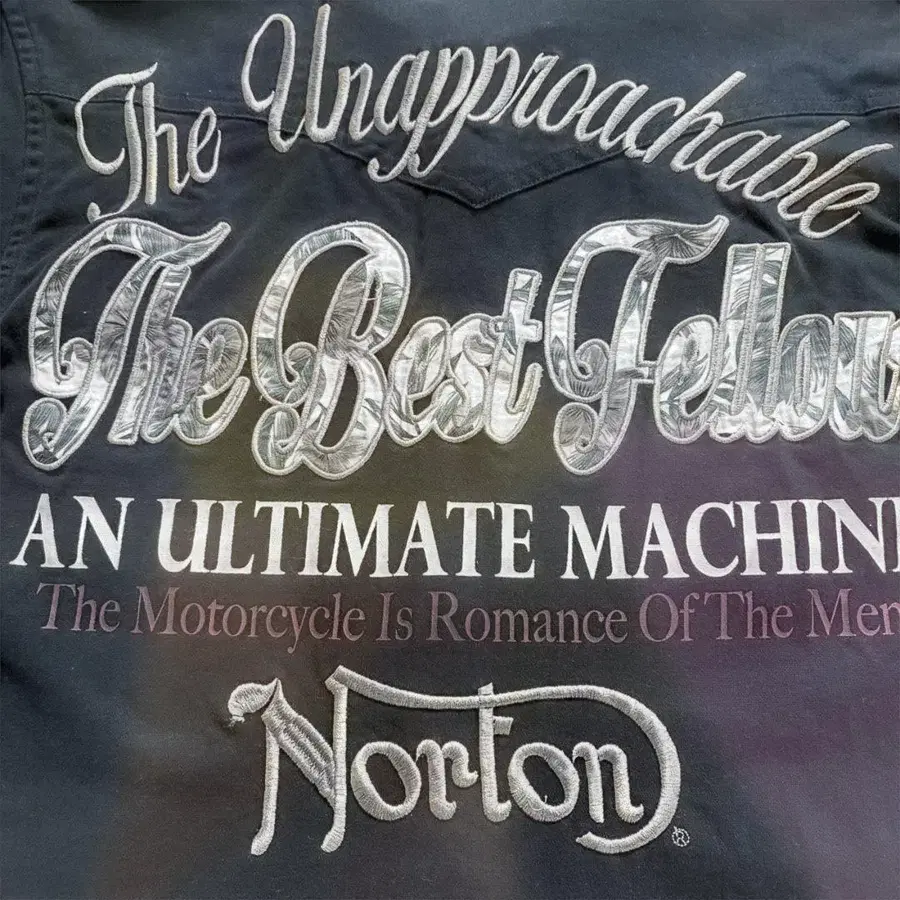 The Unapproachable
The Best Fellow
AN ULTIMATE MACHINE
The Motorcycle Is Romance Of The Men
Norton
®